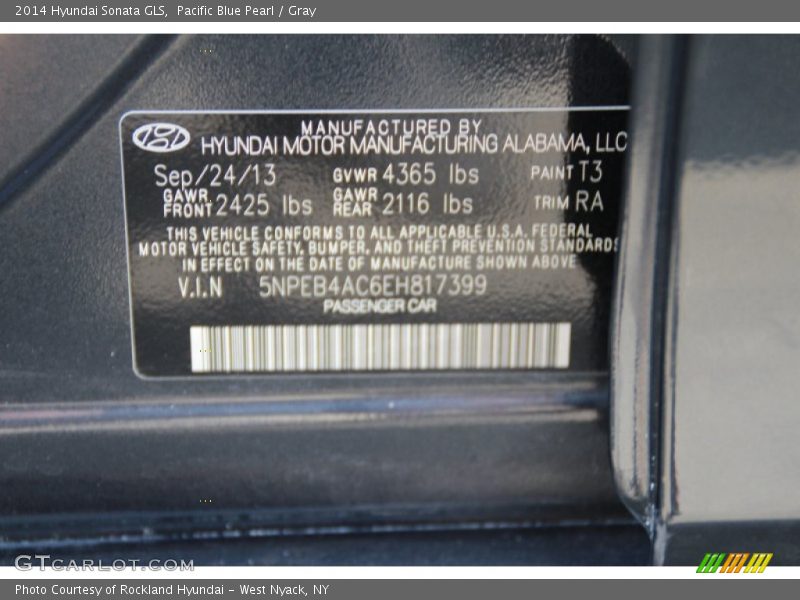 2014 Hyundai Sonata GLS, Pacific Blue Pearl / Gray
MANUFACTURED BY
HYUNDAI MOTOR MANUFACTURING ALABAMA, LLC
Sep/24/13 GVWR 4365 lbs PAINT T3
GAWR FRONT 2425 lbs GAWR REAR 2116 lbs TRIM RA
THIS VEHICLE CONFORMS TO ALL APPLICABLE U.S.A. FEDERAL
MOTOR VEHICLE SAFETY, BUMPER, AND THEFT PREVENTION STANDARDS
IN EFFECT ON THE DATE OF MANUFACTURE SHOWN ABOVE
V.I.N 5NPEB4AC6EH817399
PASSENGER CAR
GTCARLOT.COM
Photo Courtesy of Rockland Hyundai - West Nyack, NY